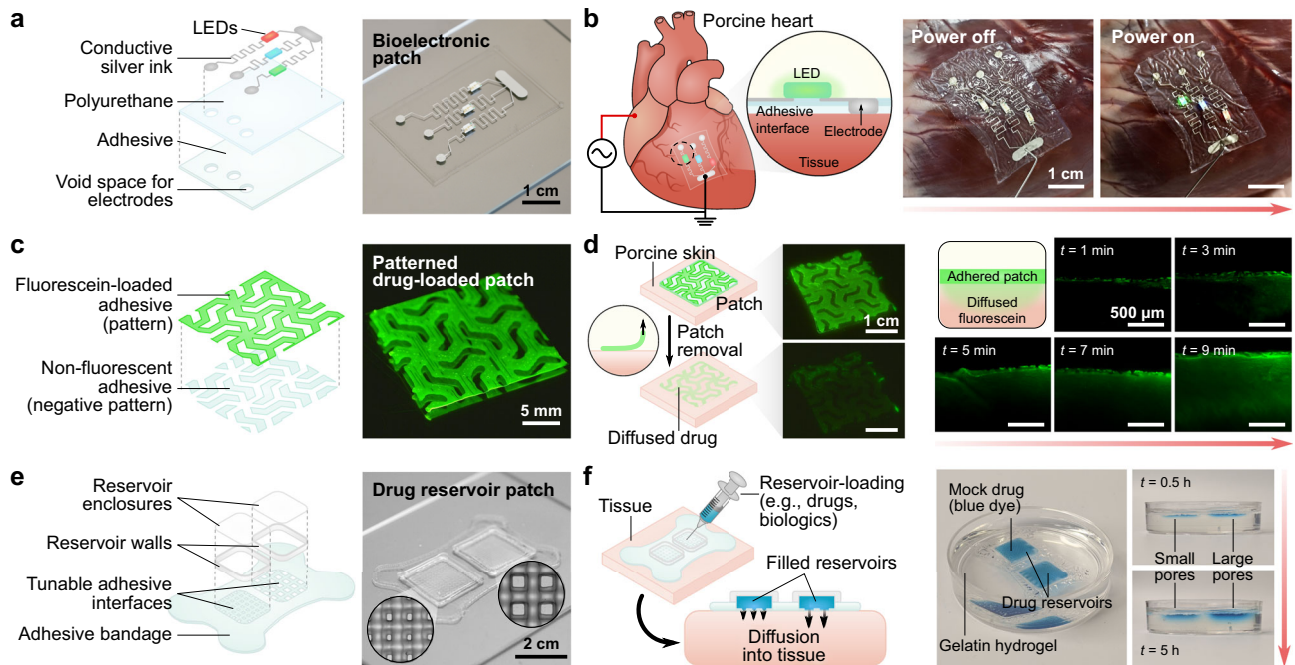 a
LEDs
Conductive
silver ink
Polyurethane
Adhesive
Void space for
electrodes
Bioelectronic
patch
1 cm
b
Porcine heart
LED
Adhesive
interface
Electrode
Tissue
Power off
1 cm
Power on
c
Fluorescein-loaded
adhesive
(pattern)
Non-fluorescent
adhesive
(negative pattern)
Patterned
drug-loaded patch
5 mm
d
Porcine skin
Patch
Patch
removal
Diffused drug
1 cm
Adhered patch
Diffused
fluorescein
t = 1 min
500 µm
t = 3 min
t = 5 min
t = 7 min
t = 9 min
e
Reservoir
enclosures
Reservoir walls
Tunable adhesive
interfaces
Adhesive bandage
Drug reservoir patch
2 cm
f
Tissue
Reservoir-loading
(e.g., drugs,
biologics)
Filled reservoirs
Diffusion
into tissue
Mock drug
(blue dye)
Drug reservoirs
Gelatin hydrogel
t = 0.5 h
Small
pores
Large
pores
t = 5 h